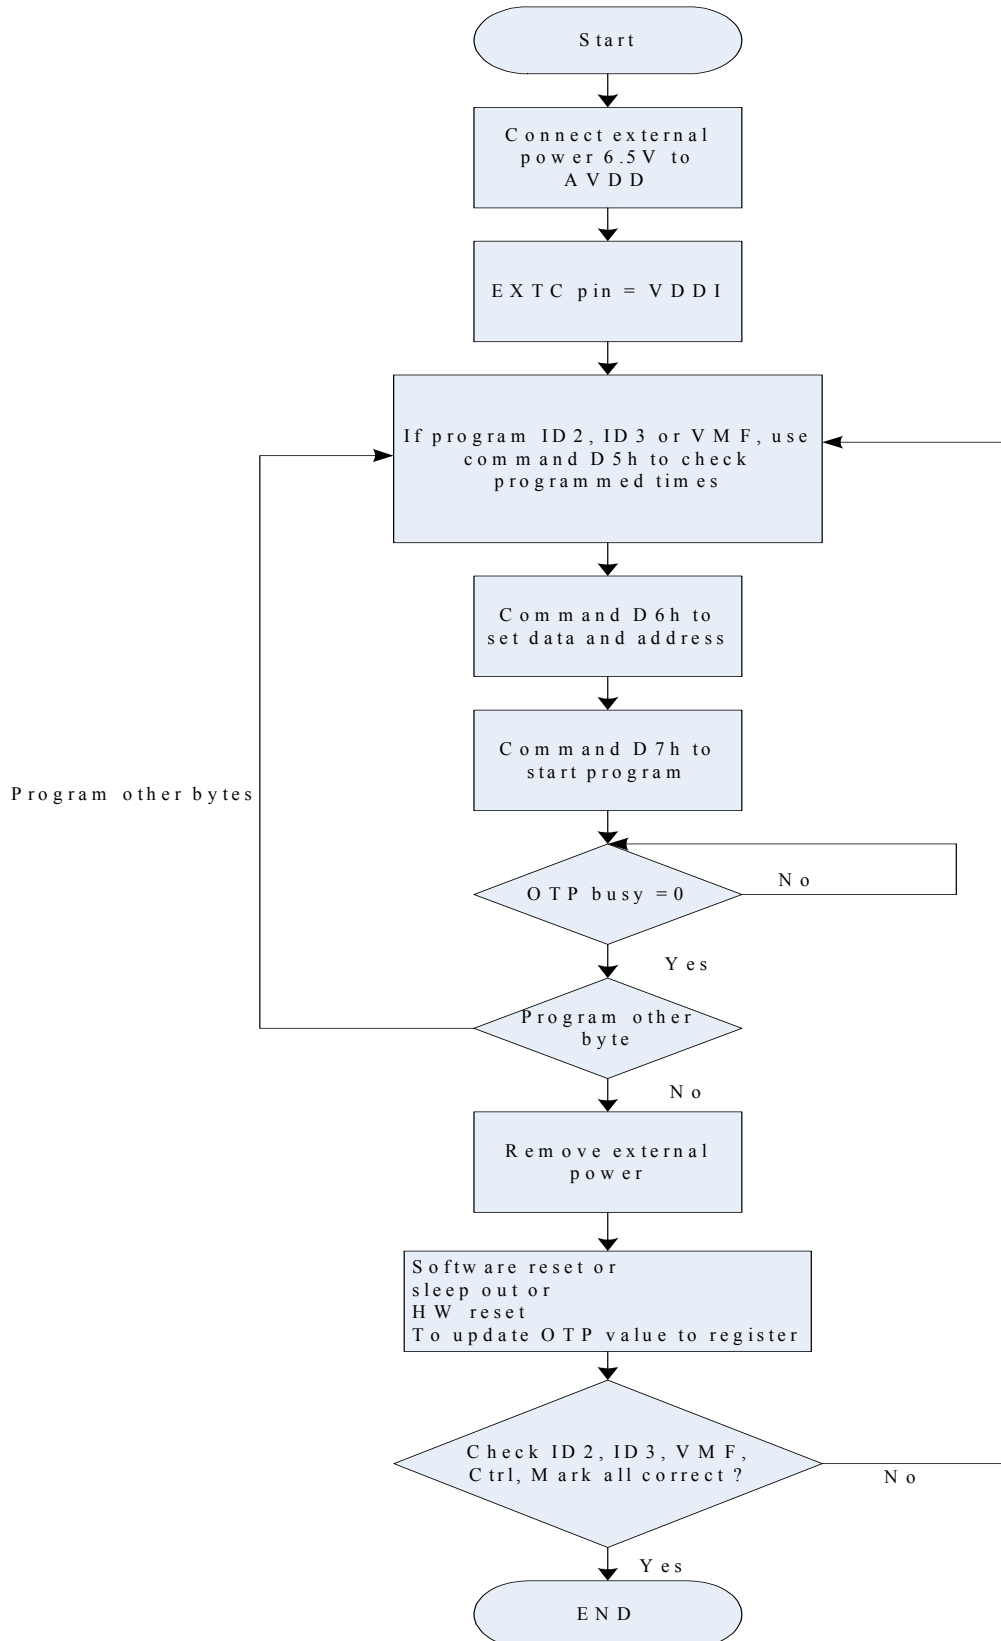 Start
Connect external
power 6.5V to
AVDD
EXTC pin = VDDI
If program ID2, ID3 or VMF, use
command D5h to check
programmed times
Command D6h to
set data and address
Command D7h to
start program
Program other bytes
OTP busy =0
No
Yes
Program other
byte
No
Remove external
power
Software reset or
sleep out or
HW reset
To update OTP value to register
Check ID2, ID3, VMF,
Ctrl, Mark all correct ?
No
Yes
END